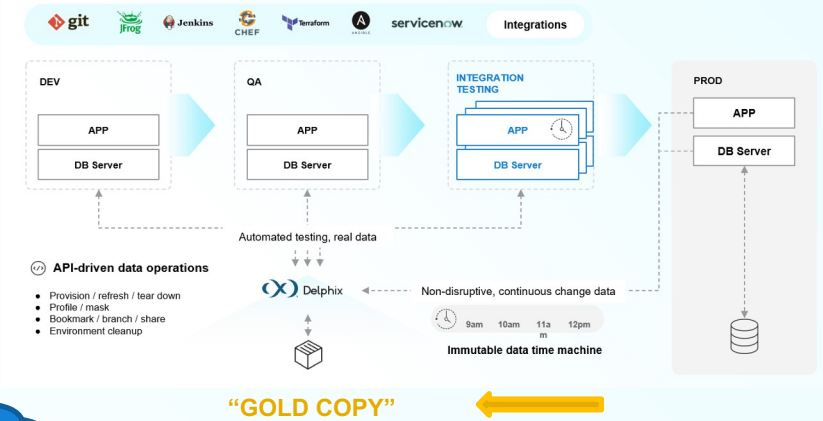 git
JFrog
Jenkins
CHEF
Terraform
ANSIBLE
servicenow
Integrations
DEV
APP
DB Server
QA
APP
DB Server
INTEGRATION
TESTING
APP
DB Server
PROD
APP
DB Server
Automated testing, real data
API-driven data operations
● Provision / refresh / tear down
● Profile / mask
● Bookmark / branch / share
● Environment cleanup
Delphix
Non-disruptive, continuous change data
9am 10am 11a 12pm
m
Immutable data time machine
“GOLD COPY”